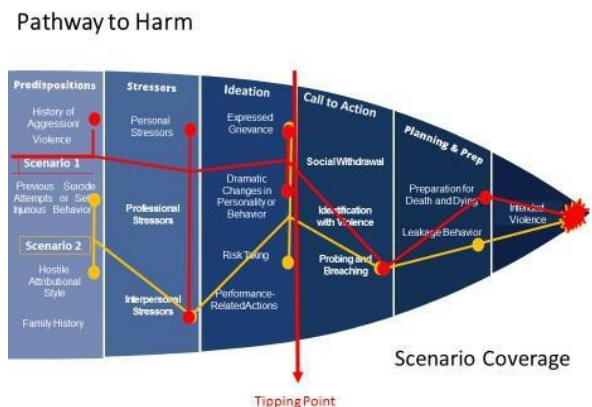 Pathway to Harm
Predispositions
History of
Aggression/
Violence
Scenario 1
Previous Suicide
Attempts or Self-
Injurious Behavior
Scenario 2
Hostile
Attributional
Style
Family History
Stressors
Personal
Stressors
Professional
Stressors
Interpersonal
Stressors
Ideation
Expressed
Grievance
Dramatic
Changes in
Personality or
Behavior
Risk Taking
Performance-
Related Actions
Call to Action
Social Withdrawal
Identification
with Violence
Probing and
Breaching
Planning & Prep
Preparation for
Death and Dying
Leakage Behavior
Intended
Violence
Scenario Coverage
Tipping Point